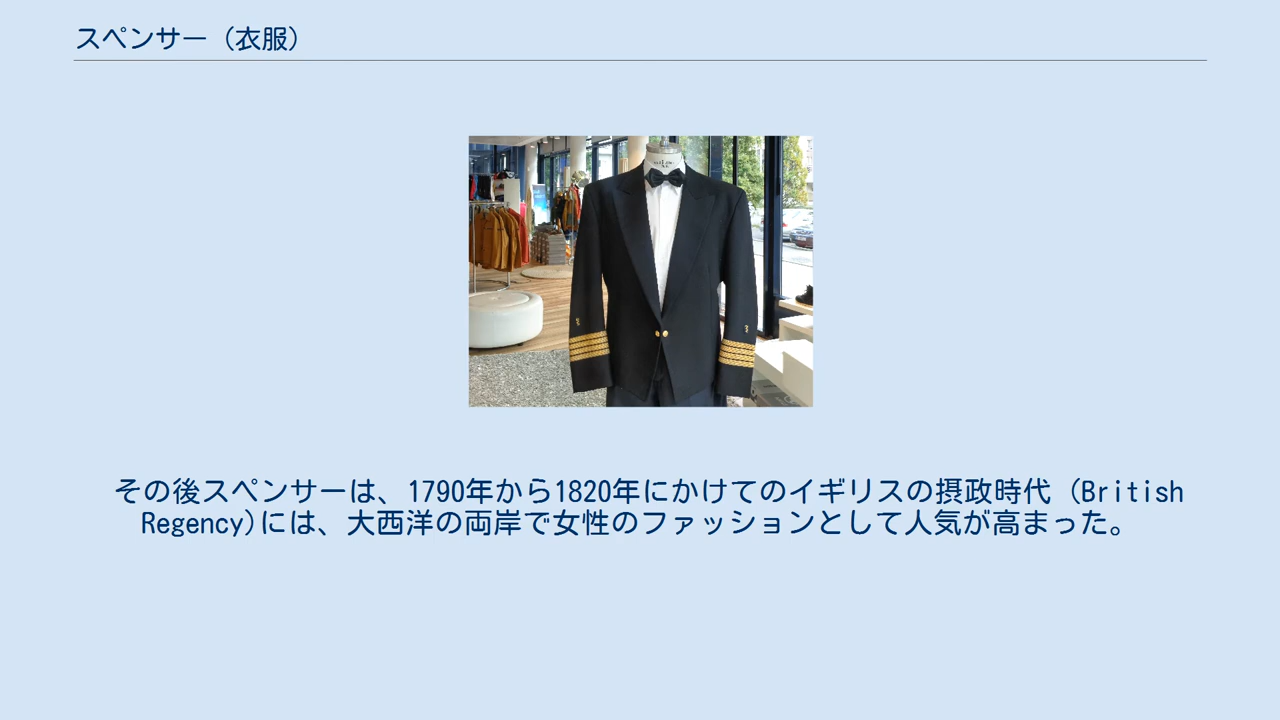 スペンサー（衣服）
その後スペンサーは、1790年から1820年にかけてのイギリスの摂政時代（British
Regency)には、大西洋の両岸で女性のファッションとして人気が高まった。